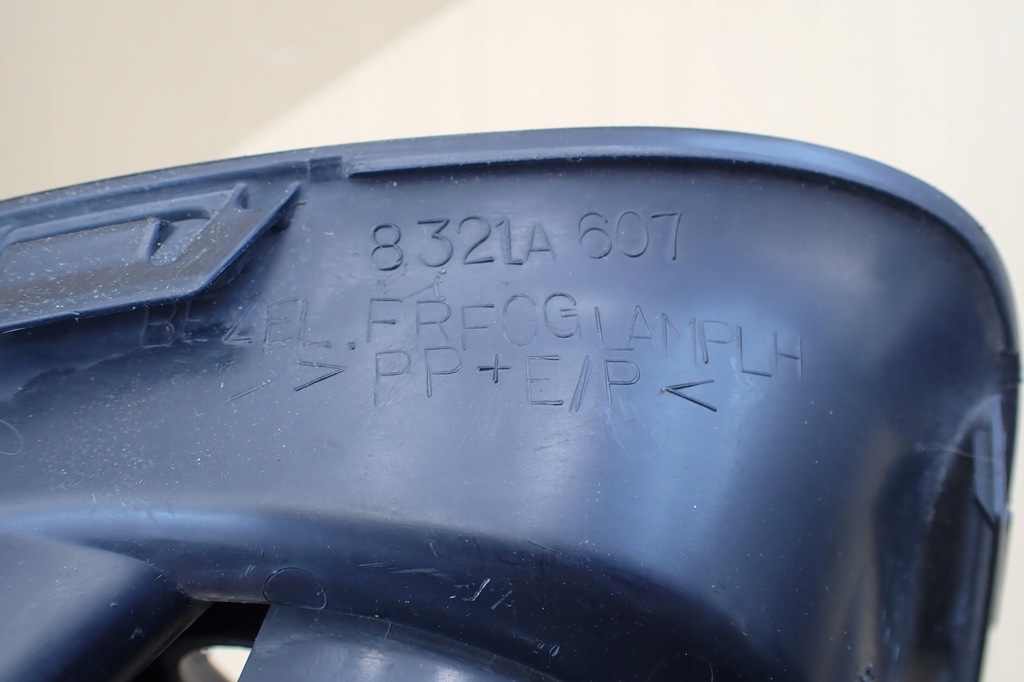 8321A607
BEZEL, FR FOG LAMP LH
>PP+E/P<